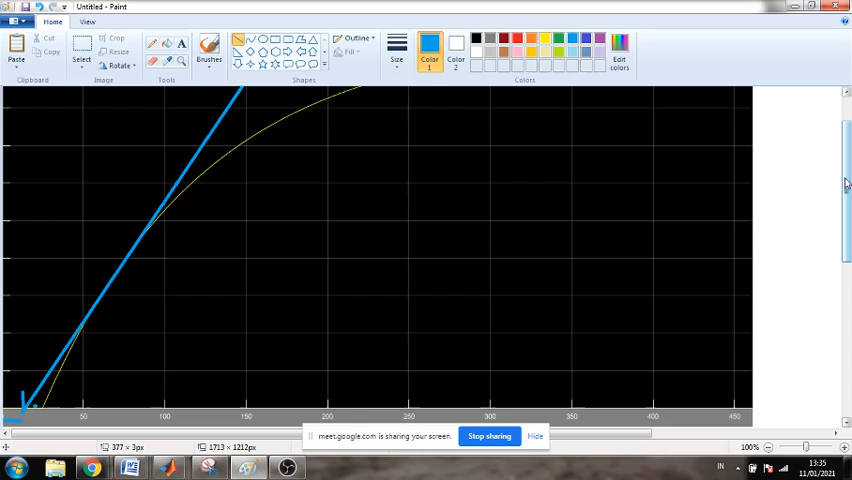 Untitled - Paint
Home View
Paste
Cut
Copy
Clipboard
Select
Crop
Resize
Rotate
Image
A
Tools
Brushes
Outline
Fill
Shapes
Size
Color 1
Color 2
Edit colors
Colors
50 100 150 200 250 300 350 400 450
L
meet.google.com is sharing your screen. Stop sharing Hide
377 × 3px
1713 × 1212px
100%
IN
13:35
11/01/2021